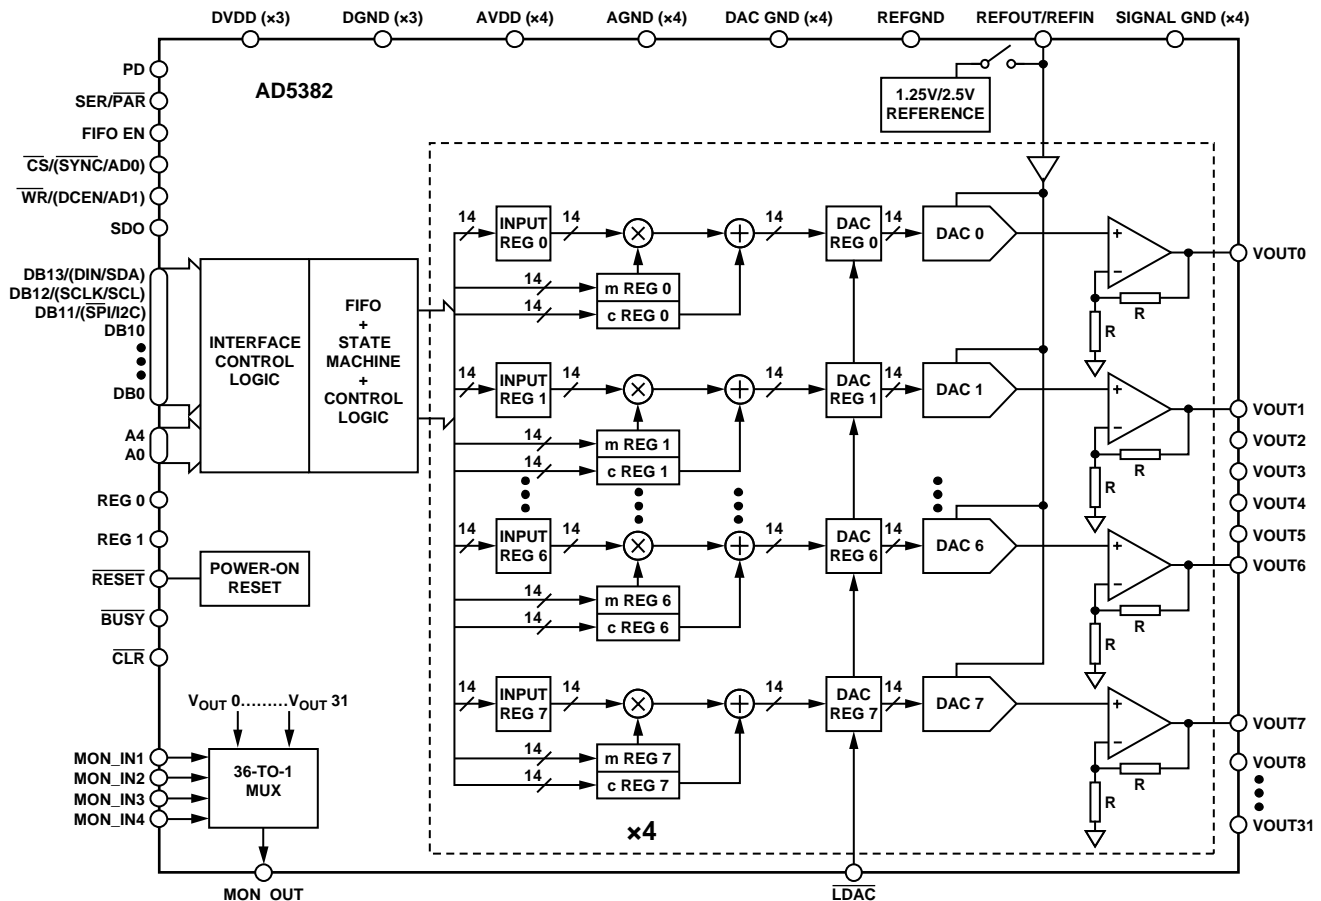 DVDD (×3) DGND (×3) AVDD (×4) AGND (×4) DAC GND (×4) REFGND REFOUT/REFIN SIGNAL GND (×4)
PD
SER/PAR
FIFO EN
CS/(SYNC/AD0)
WR/(DCEN/AD1)
SDO
DB13/(DIN/SDA)
DB12/(SCLK/SCL)
DB11/(SPI/I2C)
DB10
DB0
A4
A0
REG 0
REG 1
RESET
BUSY
CLR
AD5382
1.25V/2.5V
REFERENCE
INTERFACE
CONTROL
LOGIC
FIFO
+
STATE
MACHINE
+
CONTROL
LOGIC
POWER-ON
RESET
VOUT 0.........VOUT 31
MON_IN1
MON_IN2
MON_IN3
MON_IN4
36-TO-1
MUX
MON_OUT
14 INPUT
REG 0
14 14 DAC
REG 0
14 DAC 0
14 m REG 0
14 c REG 0
+
−
R
R
VOUT0
14 INPUT
REG 1
14 14 DAC
REG 1
14 DAC 1
14 m REG 1
14 c REG 1
+
−
R
R
VOUT1
VOUT2
VOUT3
VOUT4
VOUT5
14 INPUT
REG 6
14 14 DAC
REG 6
14 DAC 6
14 m REG 6
14 c REG 6
+
−
R
R
VOUT6
14 INPUT
REG 7
14 14 DAC
REG 7
14 DAC 7
14 m REG 7
14 c REG 7
+
−
R
R
VOUT7
VOUT8
VOUT31
×4
LDAC